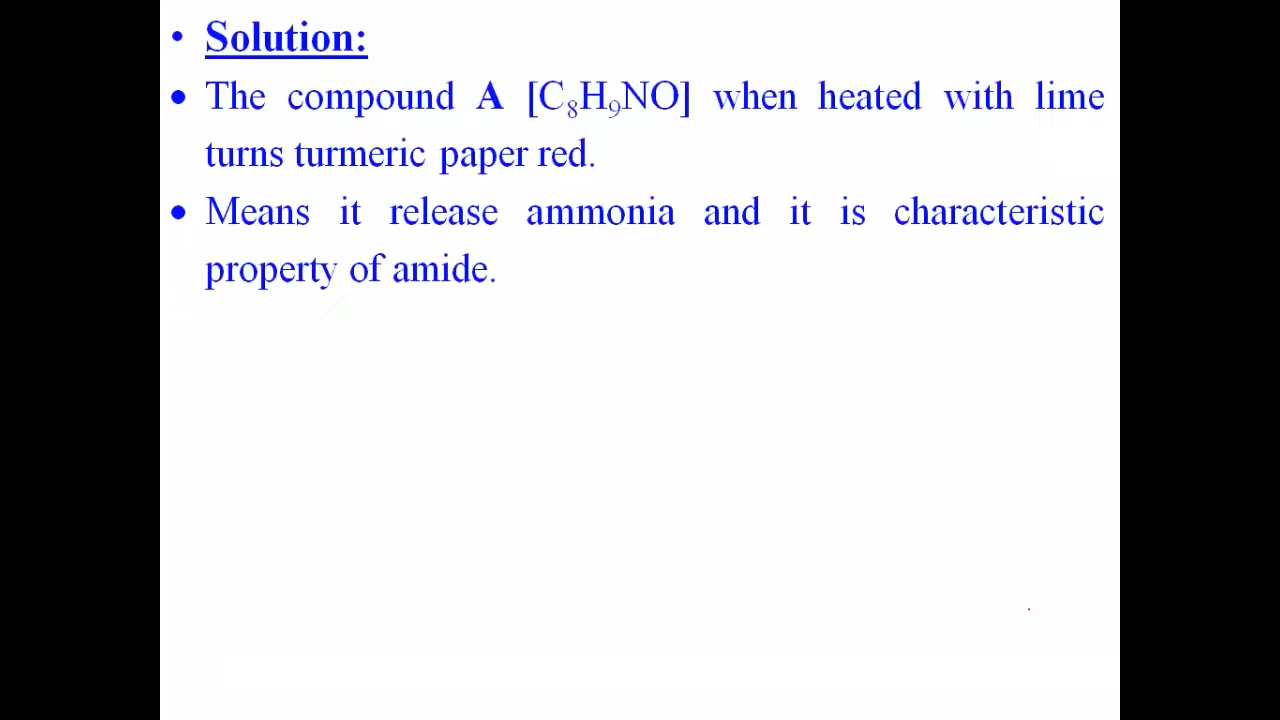 • Solution:
• The compound A [C₈H₉NO] when heated with lime
turns turmeric paper red.
• Means it release ammonia and it is characteristic
property of amide.